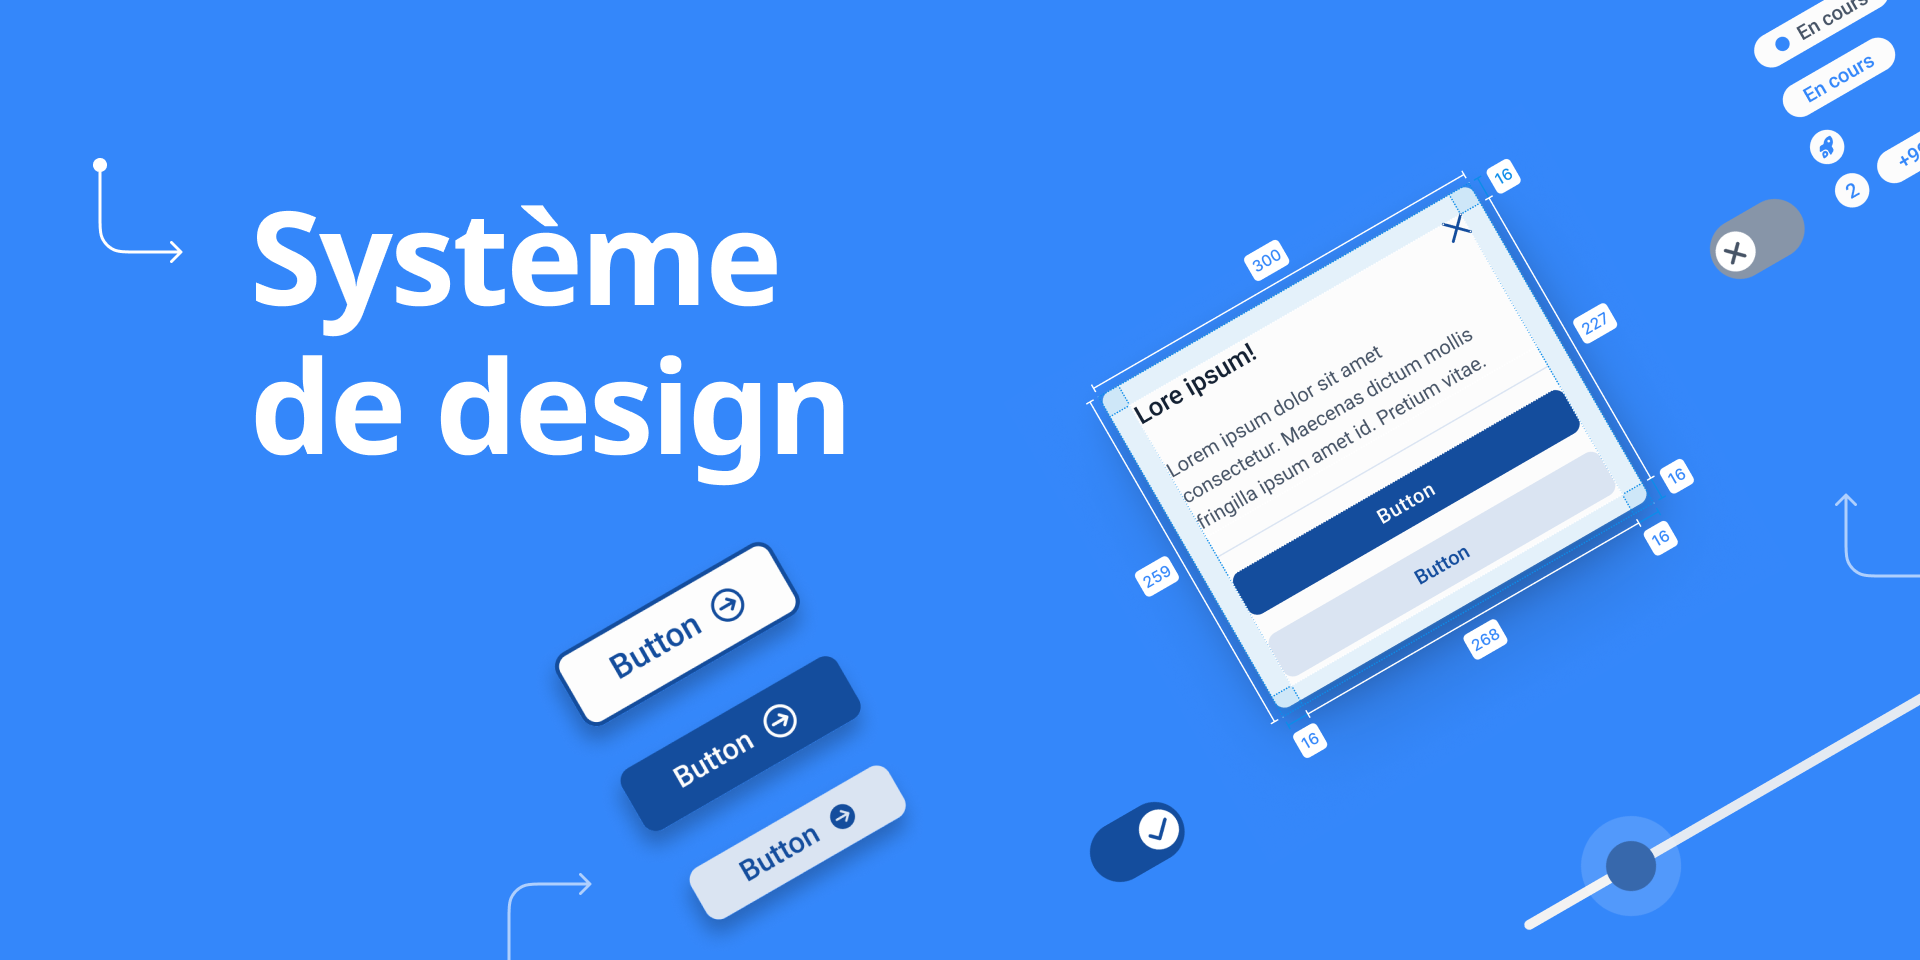 Système
de design
En cours
En cours
2
16
300
227
Lore ipsum!
Lorem ipsum dolor sit amet
consectetur. Maecenas dictum mollis
fringilla ipsum amet id. Pretium vitae.
Button
Button
16
16
259
268
16
Button
Button
Button